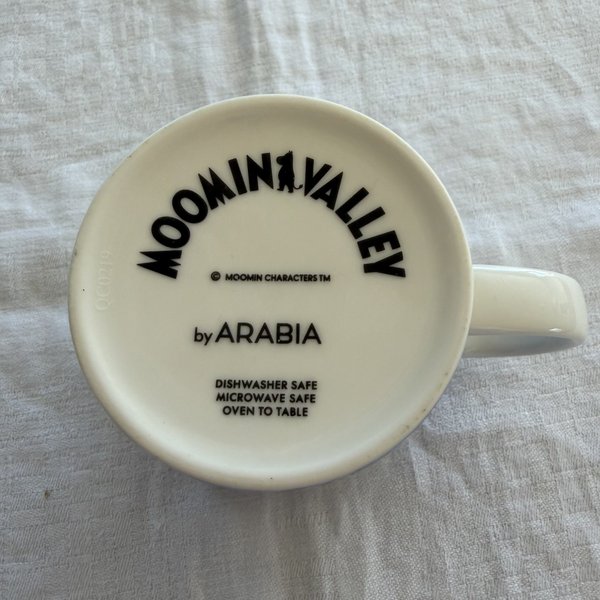 MOOMINVALLEY
© MOOMIN CHARACTERS TM
by ARABIA
DISHWASHER SAFE
MICROWAVE SAFE
OVEN TO TABLE